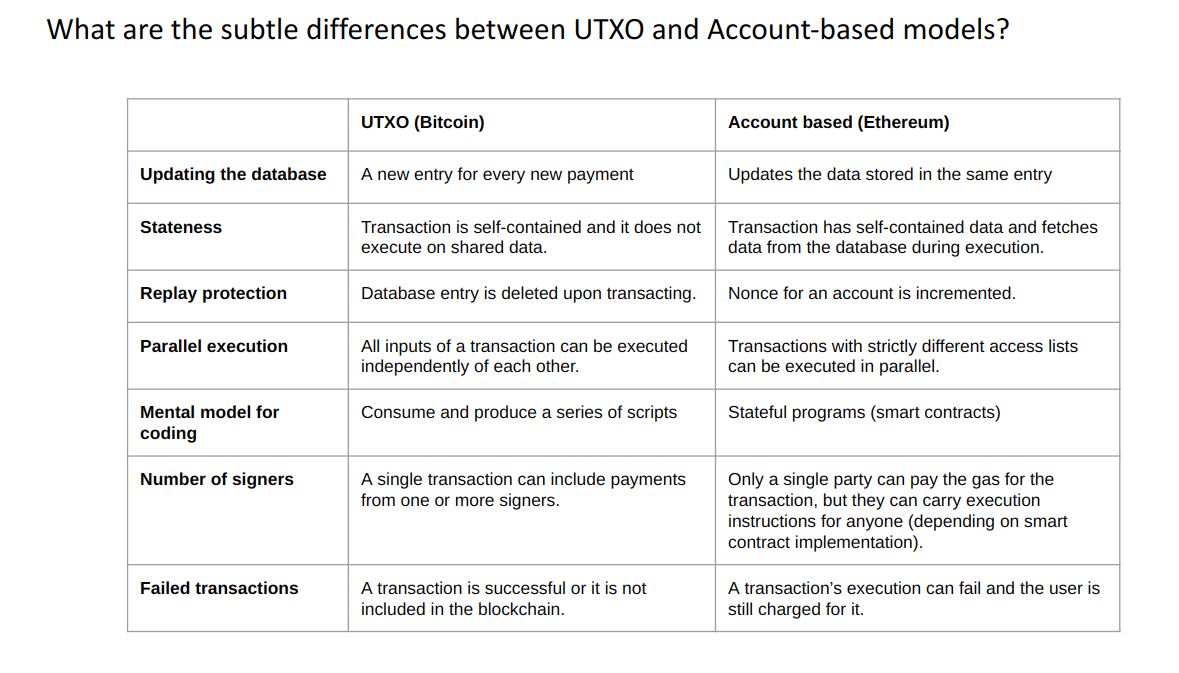 What are the subtle differences between UTXO and Account-based models?
UTXO (Bitcoin)
Account based (Ethereum)
Updating the database
A new entry for every new payment
Updates the data stored in the same entry
Stateness
Transaction is self-contained and it does not
execute on shared data.
Transaction has self-contained data and fetches
data from the database during execution.
Replay protection
Database entry is deleted upon transacting.
Nonce for an account is incremented.
Parallel execution
All inputs of a transaction can be executed
independently of each other.
Transactions with strictly different access lists
can be executed in parallel.
Mental model for
coding
Consume and produce a series of scripts
Stateful programs (smart contracts)
Number of signers
A single transaction can include payments
from one or more signers.
Only a single party can pay the gas for the
transaction, but they can carry execution
instructions for anyone (depending on smart
contract implementation).
Failed transactions
A transaction is successful or it is not
included in the blockchain.
A transaction’s execution can fail and the user is
still charged for it.